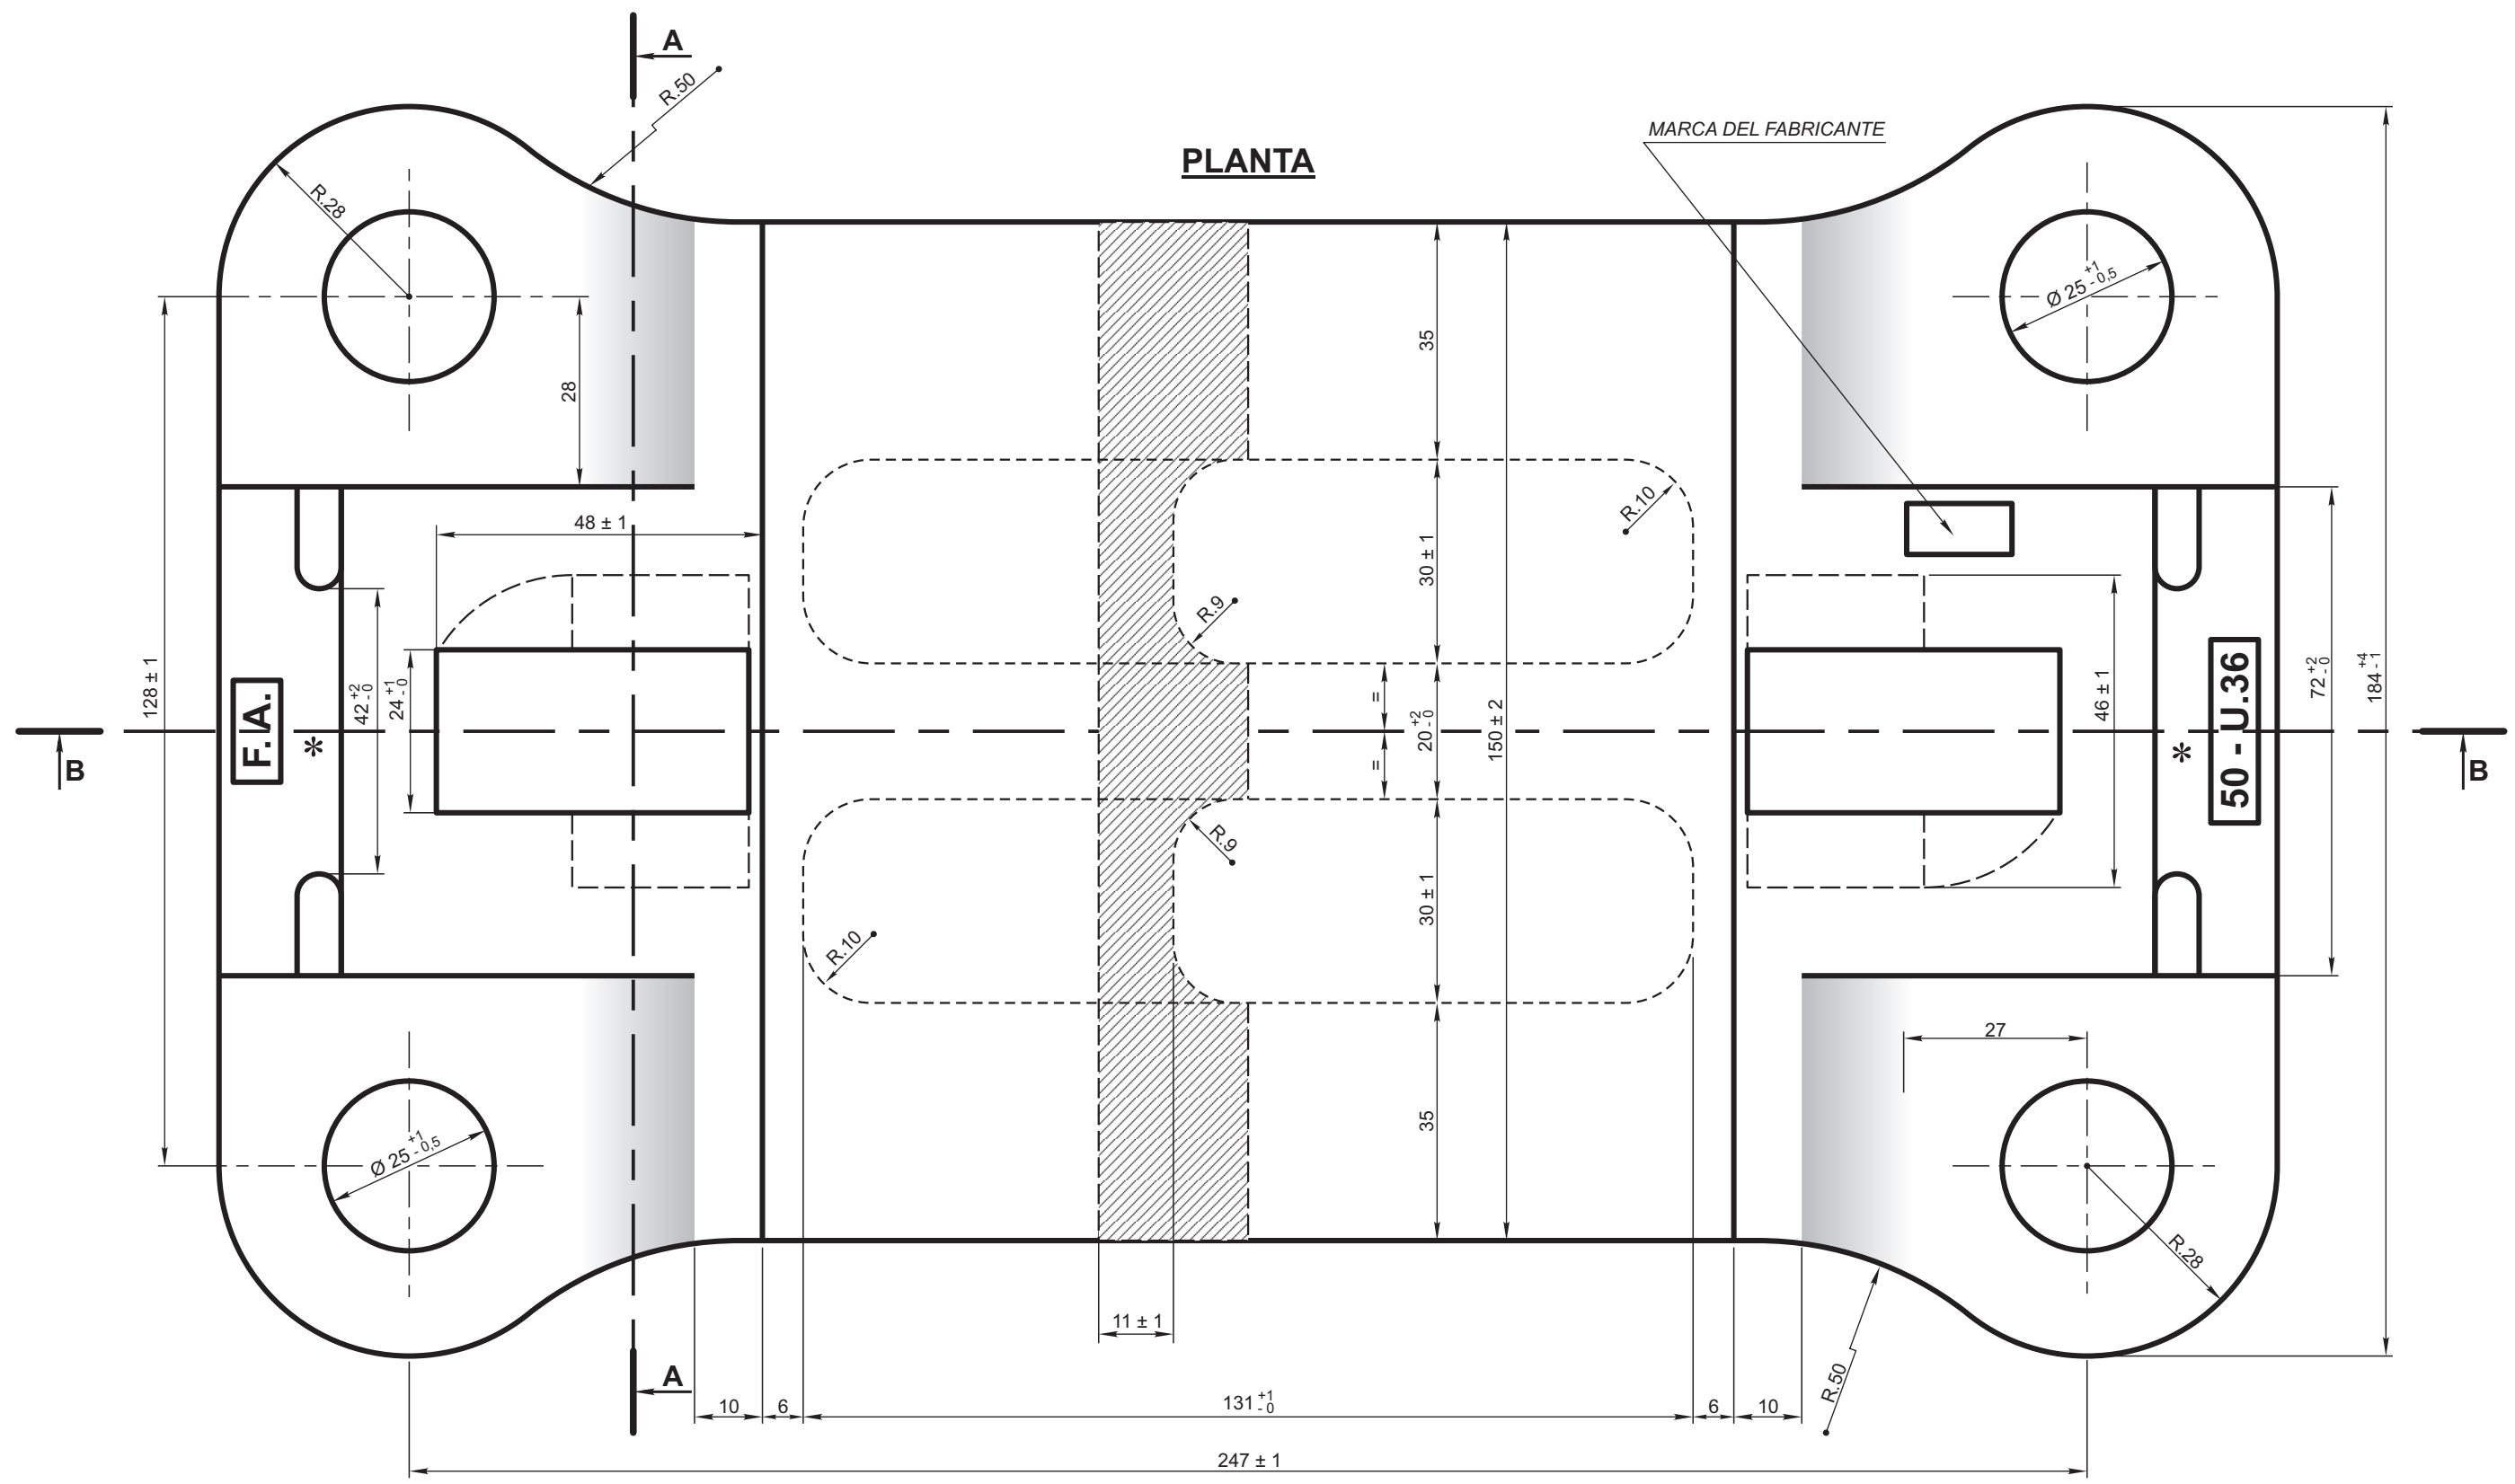 A
R.50
MARCA DEL FABRICANTE
PLANTA
R.28
Ø 25 +1 - 0,5
35
28
R.10
48 ± 1
30 ± 1
R.9
128 ± 1
42 +2 - 0
24 +1 - 0
F.A.
*
=
20 +2 - 0
=
150 ± 2
46 ± 1
*
50 - U.36
72 +2 - 0
184 +4 - 1
B
B
R.9
30 ± 1
R.10
27
35
Ø 25 +1 - 0,5
R.28
11 ± 1
A
R.50
10
6
131 +1 - 0
6
10
247 ± 1